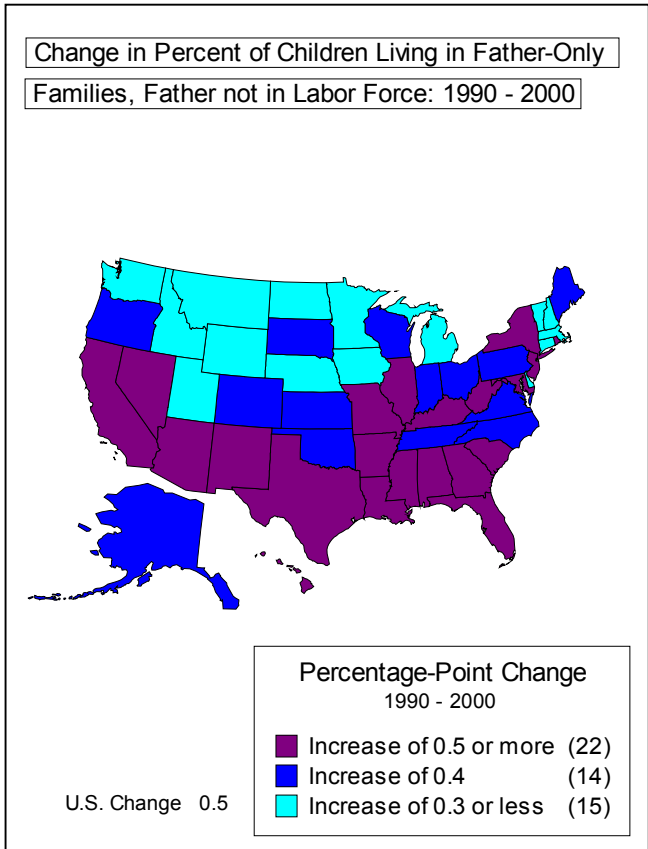 Change in Percent of Children Living in Father-Only
Families, Father not in Labor Force: 1990 - 2000
Percentage-Point Change
1990 - 2000
Increase of 0.5 or more (22)
Increase of 0.4 (14)
Increase of 0.3 or less (15)
U.S. Change 0.5